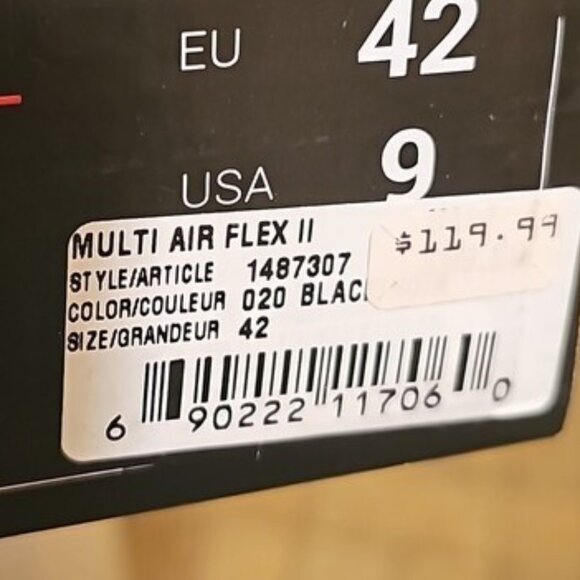 EU 42
USA 9
MULTI AIR FLEX II
$119.99
STYLE/ARTICLE 1487307
COLOR/COULEUR 020 BLAC
SIZE/GRANDEUR 42
6 90222 11706 0